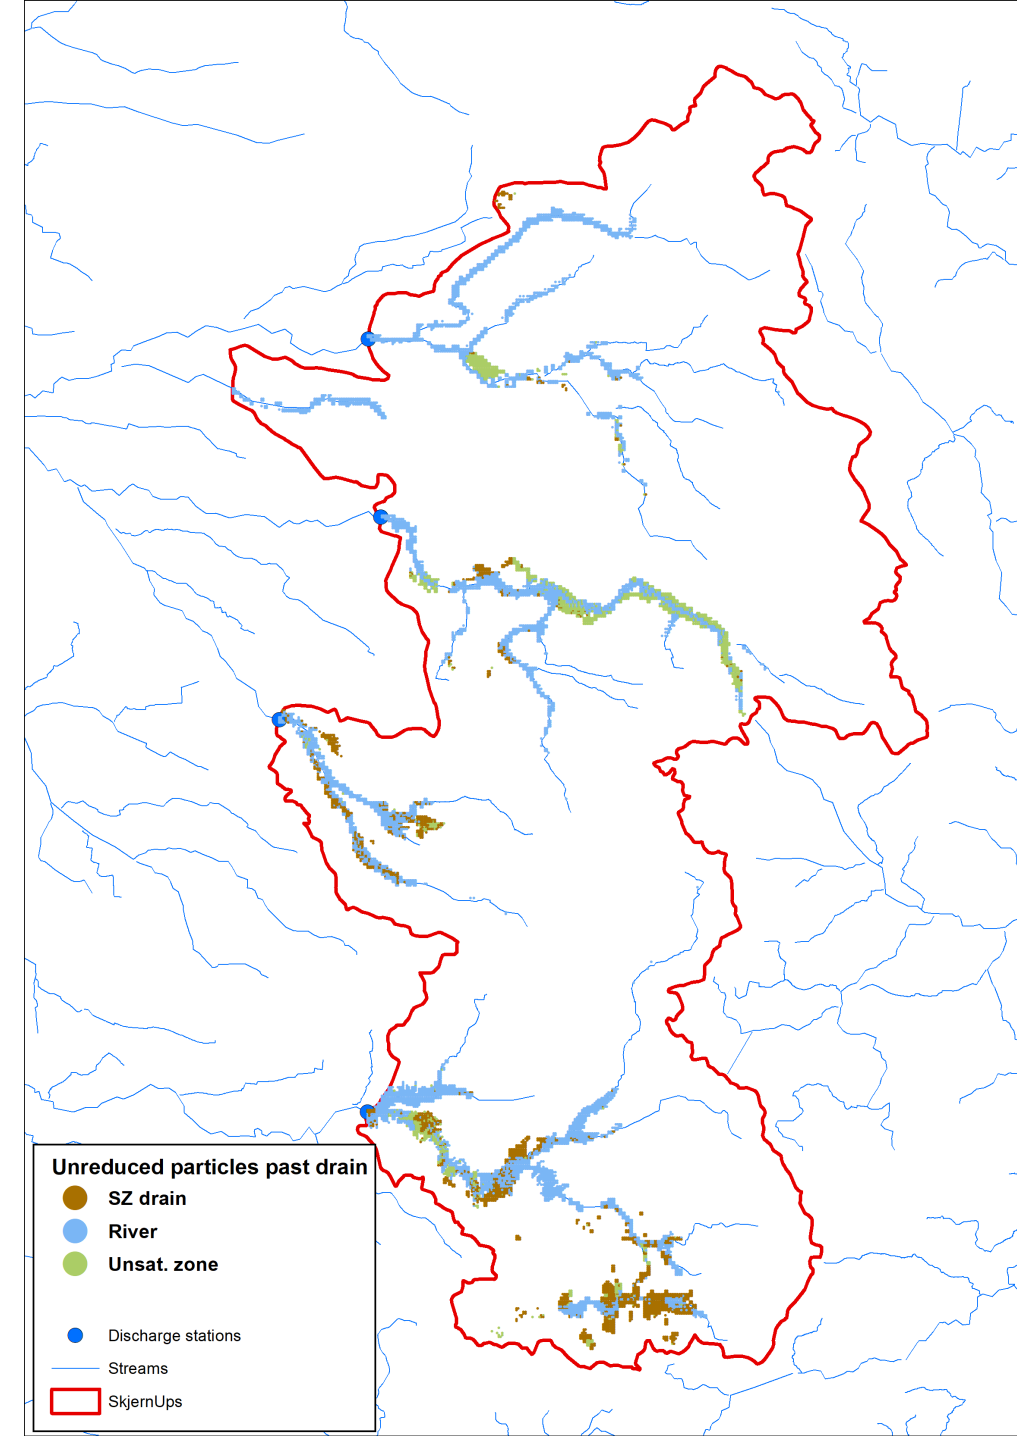 Unreduced particles past drain
SZ drain
River
Unsat. zone
Discharge stations
Streams
SkjernUps